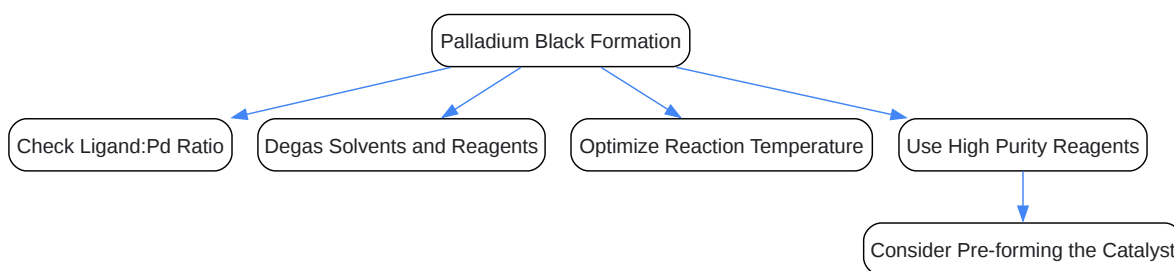 Palladium Black Formation
Check Ligand:Pd Ratio
Degas Solvents and Reagents
Optimize Reaction Temperature
Use High Purity Reagents
Consider Pre-forming the Catalyst